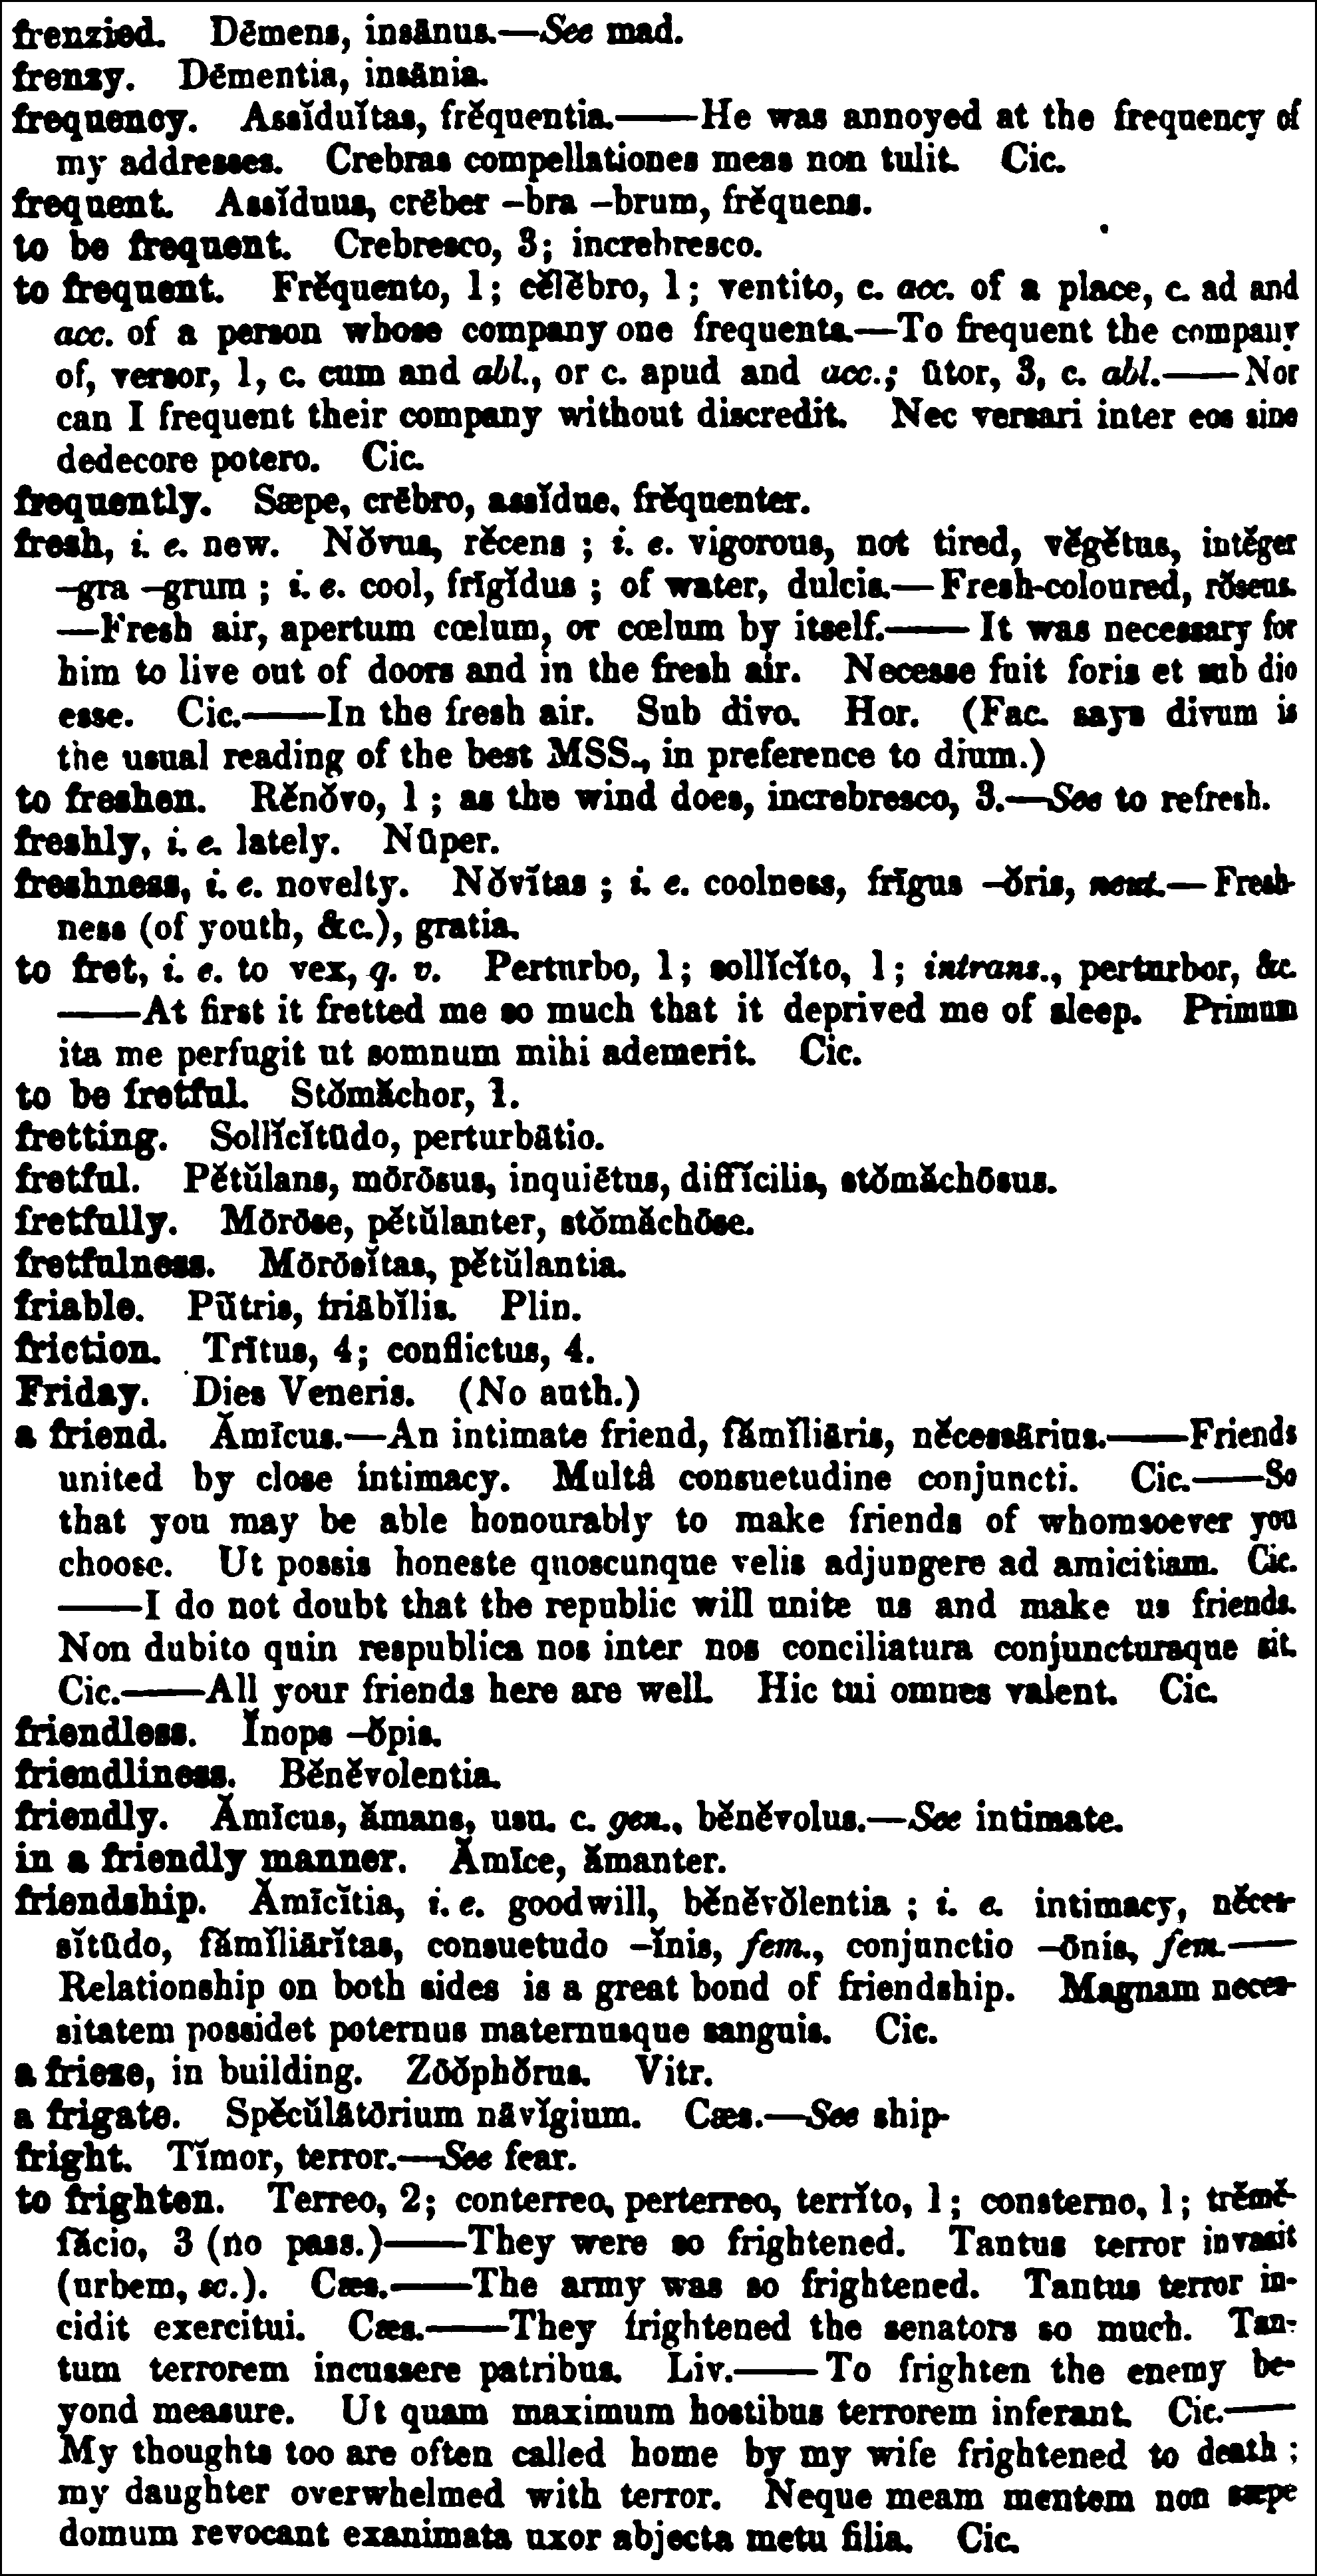 frenzied. Dēmens, insānus.—See mad.
frenzy. Dēmentia, insānia.
frequency. Assĭduĭtas, frĕquentia.——He was annoyed at the frequency of
my addresses. Crebras compellationes meas non tulit. Cic.
frequent. Assĭduus, crēber –bra –brum, frĕquens.
to be frequent. Crebresco, 3; increbresco.
to frequent. Frĕquento, 1; cĕlĕbro, 1; ventito, c. acc. of a place, c. ad and
acc. of a person whose company one frequents.—To frequent the company
of, versor, 1, c. cum and abl., or c. apud and acc.; ūtor, 3, c. abl.——Nor
can I frequent their company without discredit. Nec versari inter eos sine
dedecore potero. Cic.
frequently. Sæpe, crēbro, assĭdue, frĕquenter.
fresh, i. e. new. Nŏvus, rĕcens; i. e. vigorous, not tired, vĕgĕtus, intĕger
–gra –grum; i. e. cool, frīgĭdus; of water, dulcis.—Fresh-coloured, rŏseus.
—Fresh air, apertum cœlum, or cœlum by itself.——It was necessary for
him to live out of doors and in the fresh air. Necesse fuit foris et sub dio
esse. Cic.——In the fresh air. Sub divo. Hor. (Fac. says divum is
the usual reading of the best MSS., in preference to dium.)
to freshen. Rĕnŏvo, 1; as the wind does, increbresco, 3.—See to refresh.
freshly, i. e. lately. Nūper.
freshness, i. e. novelty. Nŏvĭtas; i. e. coolness, frīgus –ŏris, neut.—Fresh-
ness (of youth, &c.), gratia.
to fret, i. e. to vex, q. v. Perturbo, 1; sollĭcĭto, 1; intrans., perturbor, &c.
——At first it fretted me so much that it deprived me of sleep. Primum
ita me perfugit ut somnum mihi ademerit. Cic.
to be fretful. Stŏmăchor, 1.
fretting. Sollĭcĭtūdo, perturbātio.
fretful. Pĕtŭlans, mōrōsus, inquiētus, diffĭcilis, stŏmăchōsus.
fretfully. Mōrōse, pĕtŭlanter, stŏmăchōse.
fretfulness. Mōrōsĭtas, pĕtŭlantia.
friable. Pŭtris, friābĭlis. Plin.
friction. Trītus, 4; conflictus, 4.
Friday. Dies Veneris. (No auth.)
a friend. Ămīcus.—An intimate friend, fămĭliāris, nĕcessārius.——Friends
united by close intimacy. Multâ consuetudine conjuncti. Cic.——So
that you may be able honourably to make friends of whomsoever you
choose. Ut possis honeste quoscunque velis adjungere ad amicitiam. Cic.
——I do not doubt that the republic will unite us and make us friends.
Non dubito quin respublica nos inter nos conciliatura conjuncturaque sit.
Cic.——All your friends here are well. Hic tui omnes valent. Cic.
friendless. Ĭnops –ŏpis.
friendliness. Bĕnĕvolentia.
friendly. Ămīcus, ămans, usu. c. gen., bĕnĕvolus.—See intimate.
in a friendly manner. Ămīce, ămanter.
friendship. Ămīcĭtia, i. e. goodwill, bĕnĕvŏlentia; i. e. intimacy, nĕces-
sĭtūdo, fămĭliārĭtas, consuetudo –ĭnis, fem., conjunctio –ōnis, fem.——
Relationship on both sides is a great bond of friendship. Magnam neces-
sitatem possidet poternus maternusque sanguis. Cic.
a frieze, in building. Zōŏphŏrus. Vitr.
a frigate. Spĕcŭlātōrium nāvĭgium. Cæs.—See ship-
fright. Tĭmor, terror.—See fear.
to frighten. Terreo, 2; conterreo, perterreo, terrĭto, 1; consterno, 1; trĕmĕ-
făcio, 3 (no pass.)——They were so frightened. Tantus terror invasit
(urbem, sc.). Cæs.——The army was so frightened. Tantus terror in-
cidit exercitui. Cæs.——They frightened the senators so much. Tan-
tum terrorem incussere patribus. Liv.——To frighten the enemy be-
yond measure. Ut quam maximum hostibus terrorem inferant. Cic.——
My thoughts too are often called home by my wife frightened to death;
my daughter overwhelmed with terror. Neque meam mentem non sæpe
domum revocant exanimata uxor abjecta metu filia. Cic.